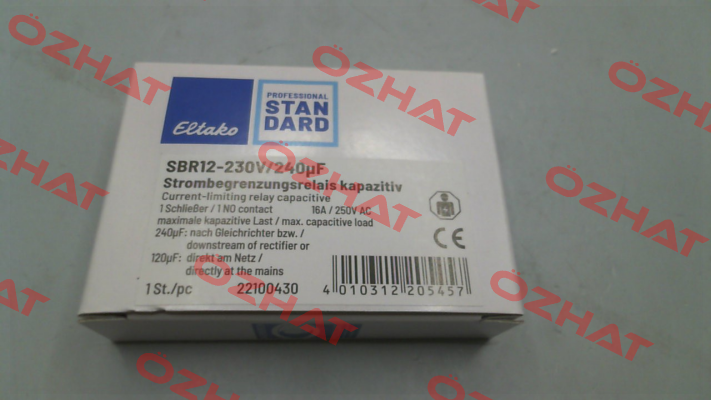 ÖZHAT
ÖZHAT
ÖZHAT
PROFESSIONAL
STAN
DARD
Eltako
SBR12-230V/240µF
Strombegrenzungsrelais kapazitiv
Current-limiting relay capacitive
1 Schließer / 1 NO contact 16A / 250V AC
maximale kapazitive Last / max. capacitive load
240µF: nach Gleichrichter bzw. /
downstream of rectifier or
120µF: direkt am Netz /
directly at the mains
CE
1 St./pc 22100430
4 010312 205457
ÖZHAT
ÖZHAT
ÖZHAT
ÖZHAT
ÖZHAT